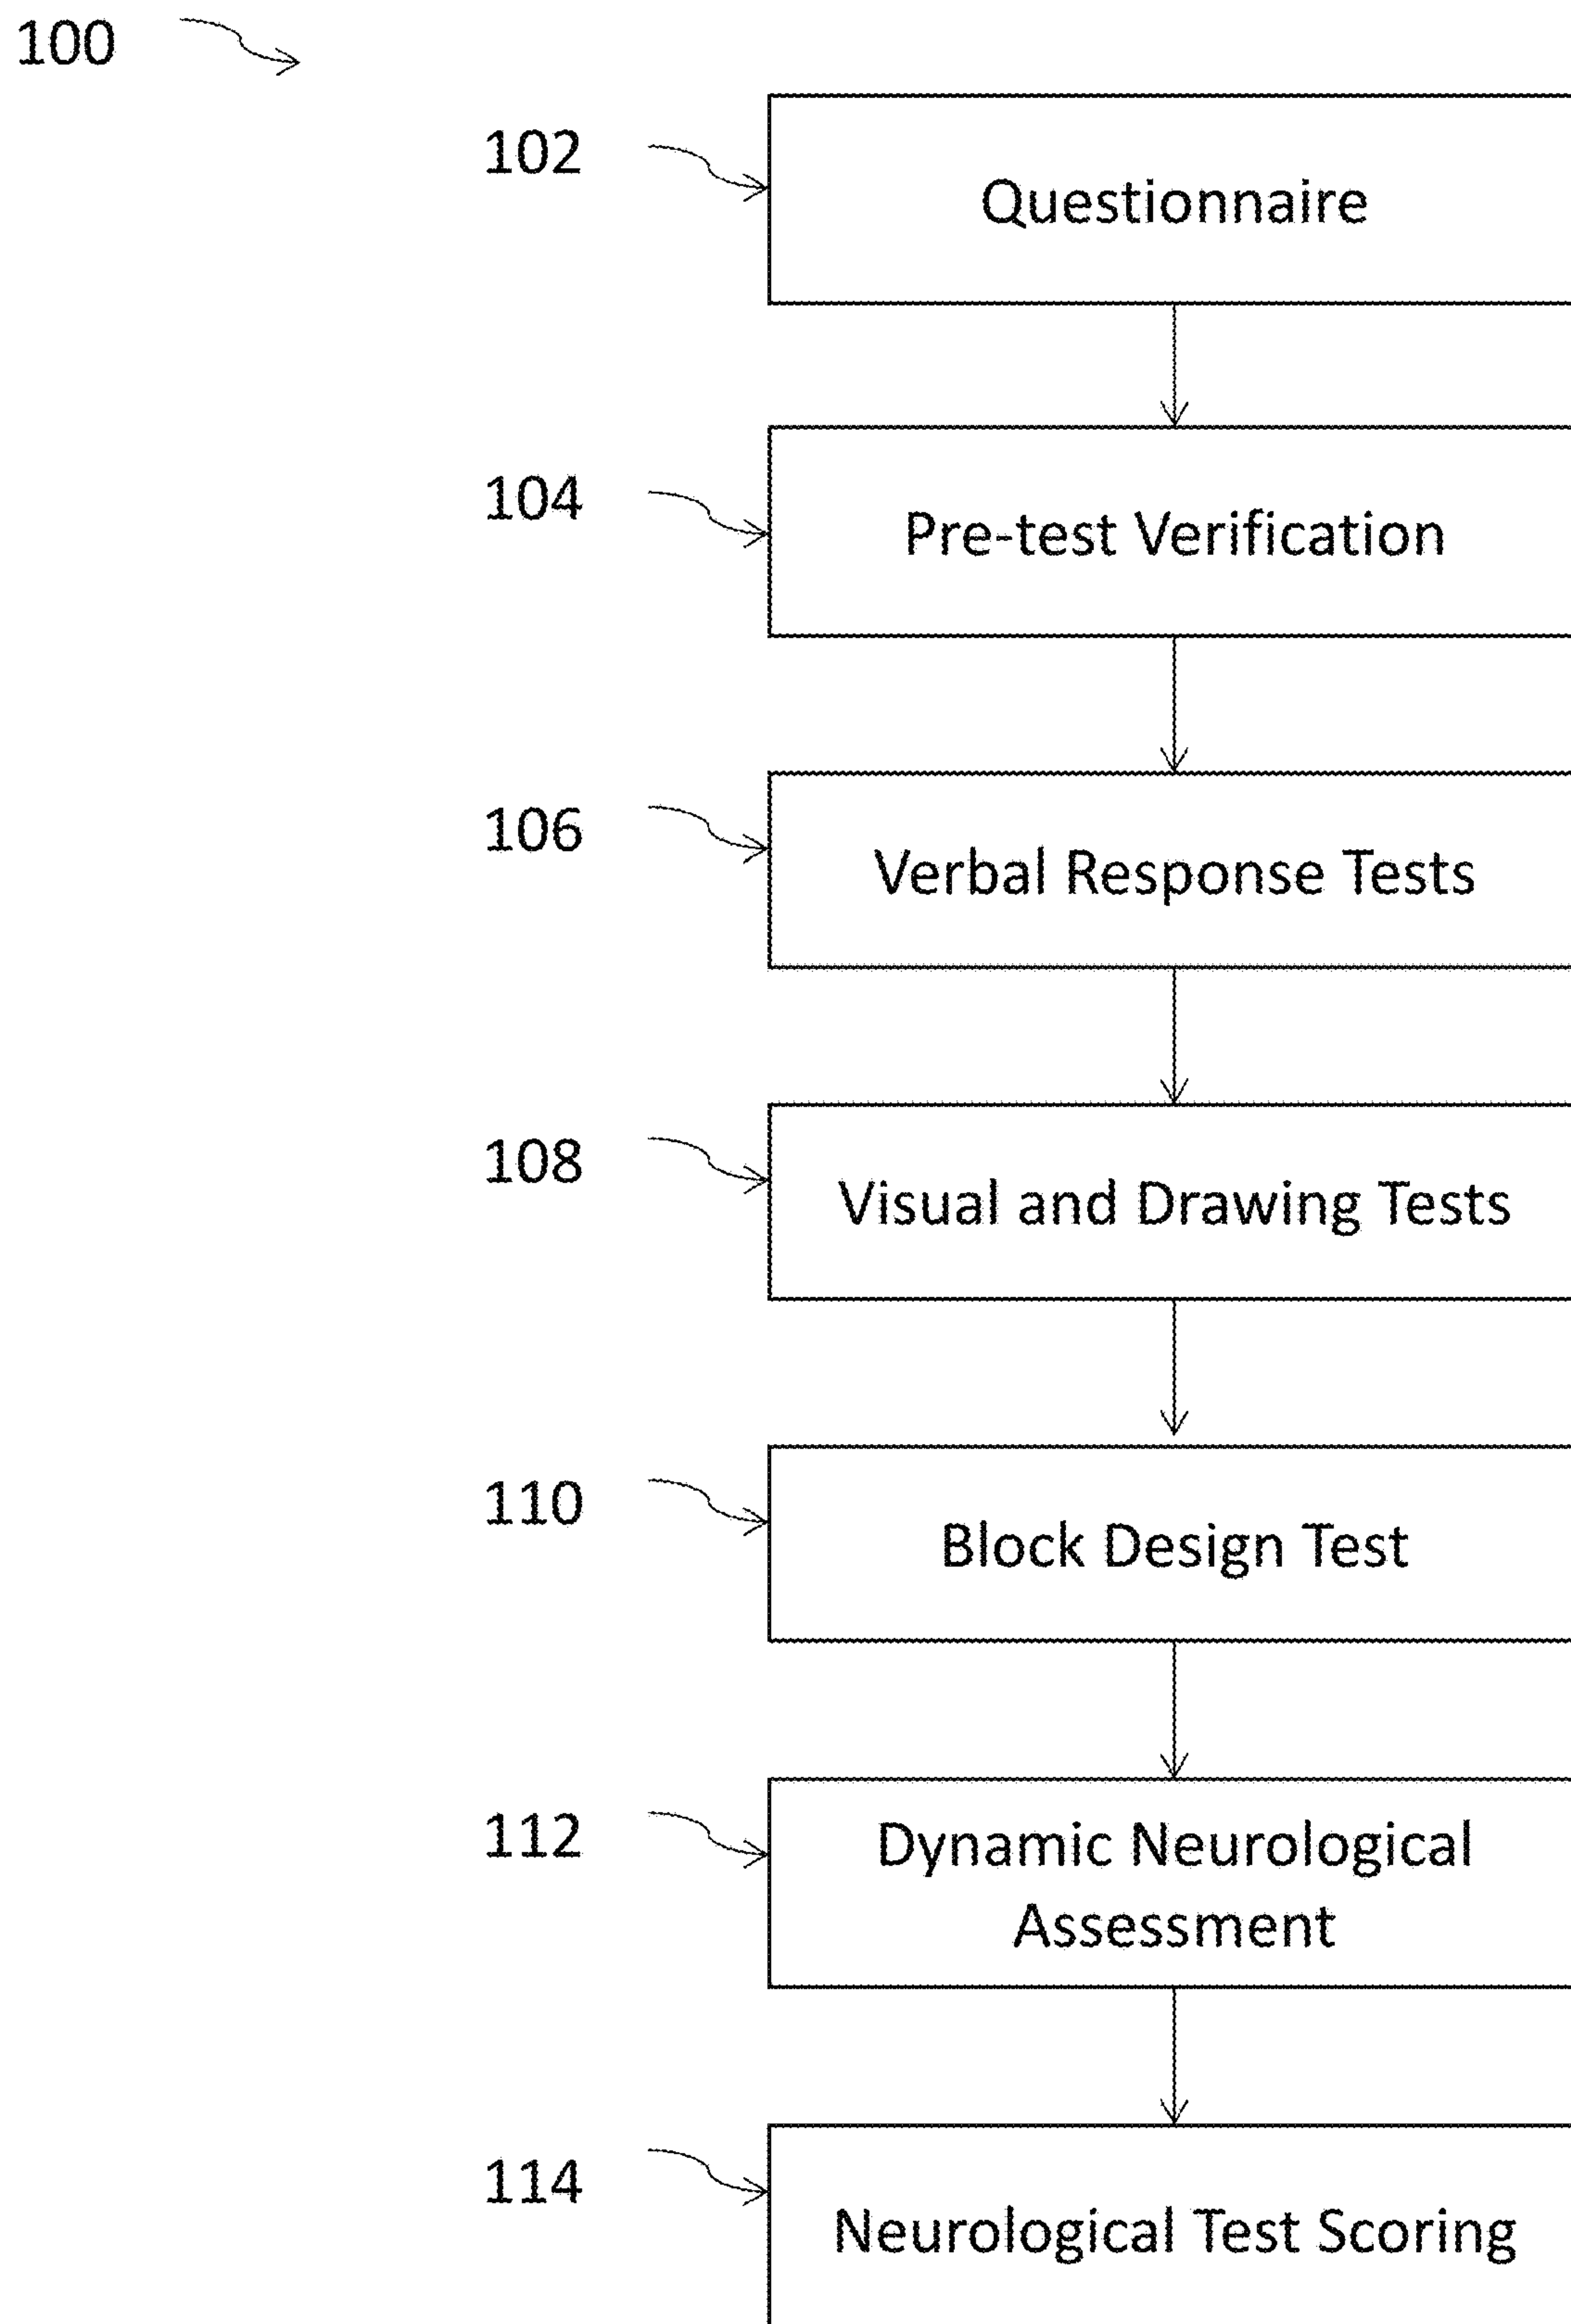 100
102
Questionnaire
104
Pre-test Verification
106
Verbal Response Tests
108
Visual and Drawing Tests
110
Block Design Test
112
Dynamic Neurological
Assessment
114
Neurological Test Scoring